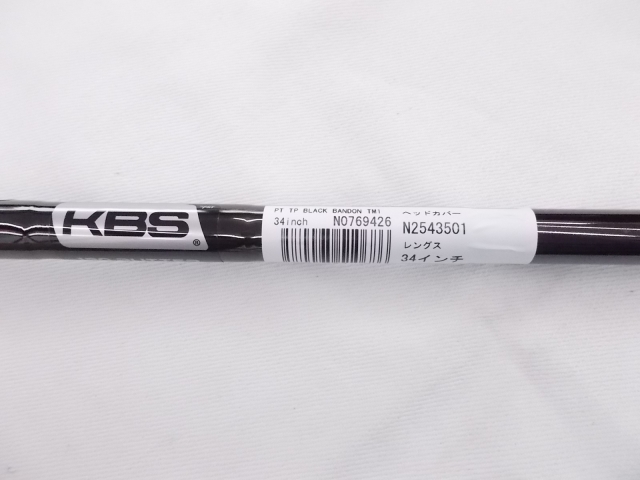 KBS®
PT TP BLACK BANDON TM1
34inch N0769426
ヘッドカバー
N2543501
レングス
34インチ